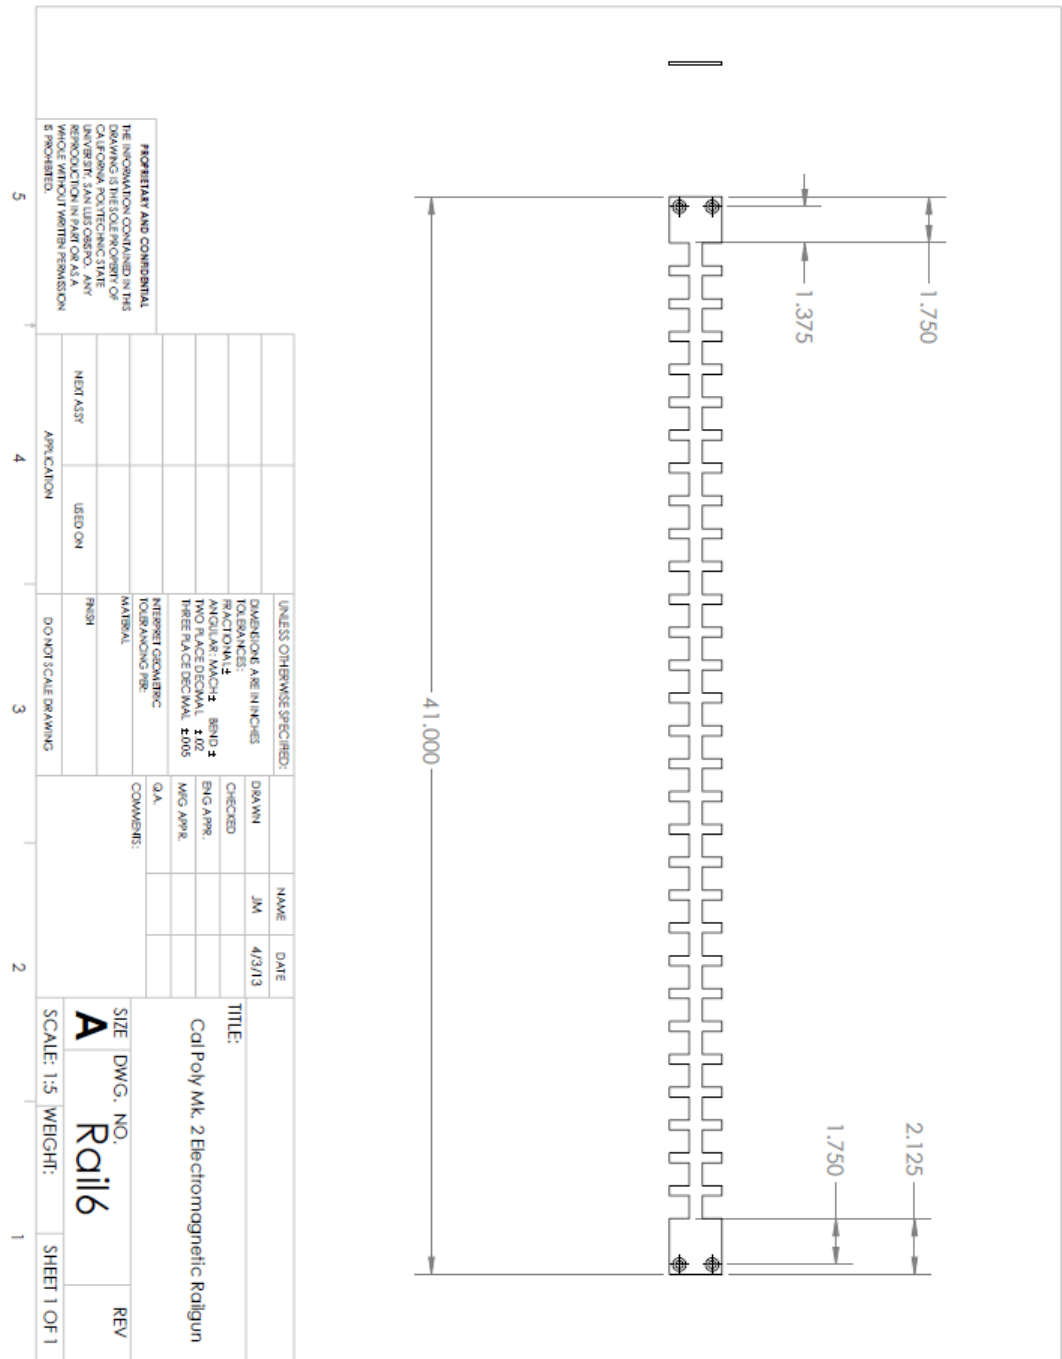 41.000
1.750
1.375
2.125
1.750
5
4
3
2
1
PROPRIETARY AND CONFIDENTIAL
THE INFORMATION CONTAINED IN THIS
DRAWING IS THE SOLE PROPERTY OF
CALIFORNIA POLYTECHNIC STATE
UNIVERSITY, SAN LUIS OBISPO. ANY
REPRODUCTION IN PART OR AS A
WHOLE WITHOUT WRITTEN PERMISSION
IS PROHIBITED.
NEXT ASSY
USED ON
APPLICATION
UNLESS OTHERWISE SPECIFIED:
DIMENSIONS ARE IN INCHES
TOLERANCES:
FRACTIONAL ±
ANGULAR: MACH ± BEND ±
TWO PLACE DECIMAL ±.02
THREE PLACE DECIMAL ±.005
INTERPRET GEOMETRIC
TOLERANCING PER:
MATERIAL
FINISH
DO NOT SCALE DRAWING
NAME
DATE
DRAWN
JM
4/3/13
CHECKED
ENG APPR.
MFG APPR.
Q.A.
COMMENTS:
TITLE:
Cal Poly Mk. 2 Electromagnetic Railgun
SIZE
A
DWG. NO.
Rail6
REV
SCALE: 1:5
WEIGHT:
SHEET 1 OF 1